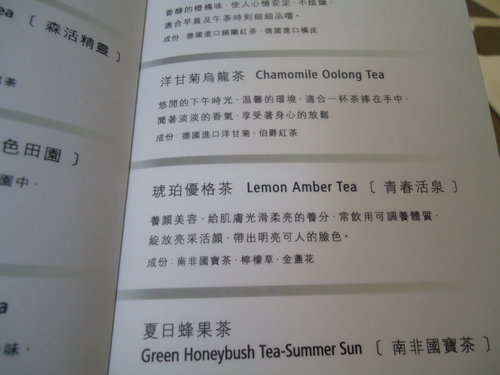 香醇的橙橘味，使人心情安定、不煩燥，
適合早晨及午茶時刻細細品嚐。
成份：德國進口錫蘭紅茶、德國進口橘皮
洋甘菊烏龍茶 Chamomile Oolong Tea
悠閒的下午時光，溫馨的環境，適合一杯茶捧在手中，
聞著淡淡的香氣，享受著身心的放鬆
成份：德國進口洋甘菊、伯爵紅茶
琥珀優格茶 Lemon Amber Tea〔 青春活泉 〕
養顏美容，給肌膚光滑柔亮的養分，常飲用可調養體質，
綻放亮采活顏，帶出明亮可人的臉色。
成份：南非國寶茶、檸檬草、金盞花
夏日蜂果茶
Green Honeybush Tea-Summer Sun〔 南非國寶茶 〕
〔 森活精靈 〕
色田園 〕
園中，
味，